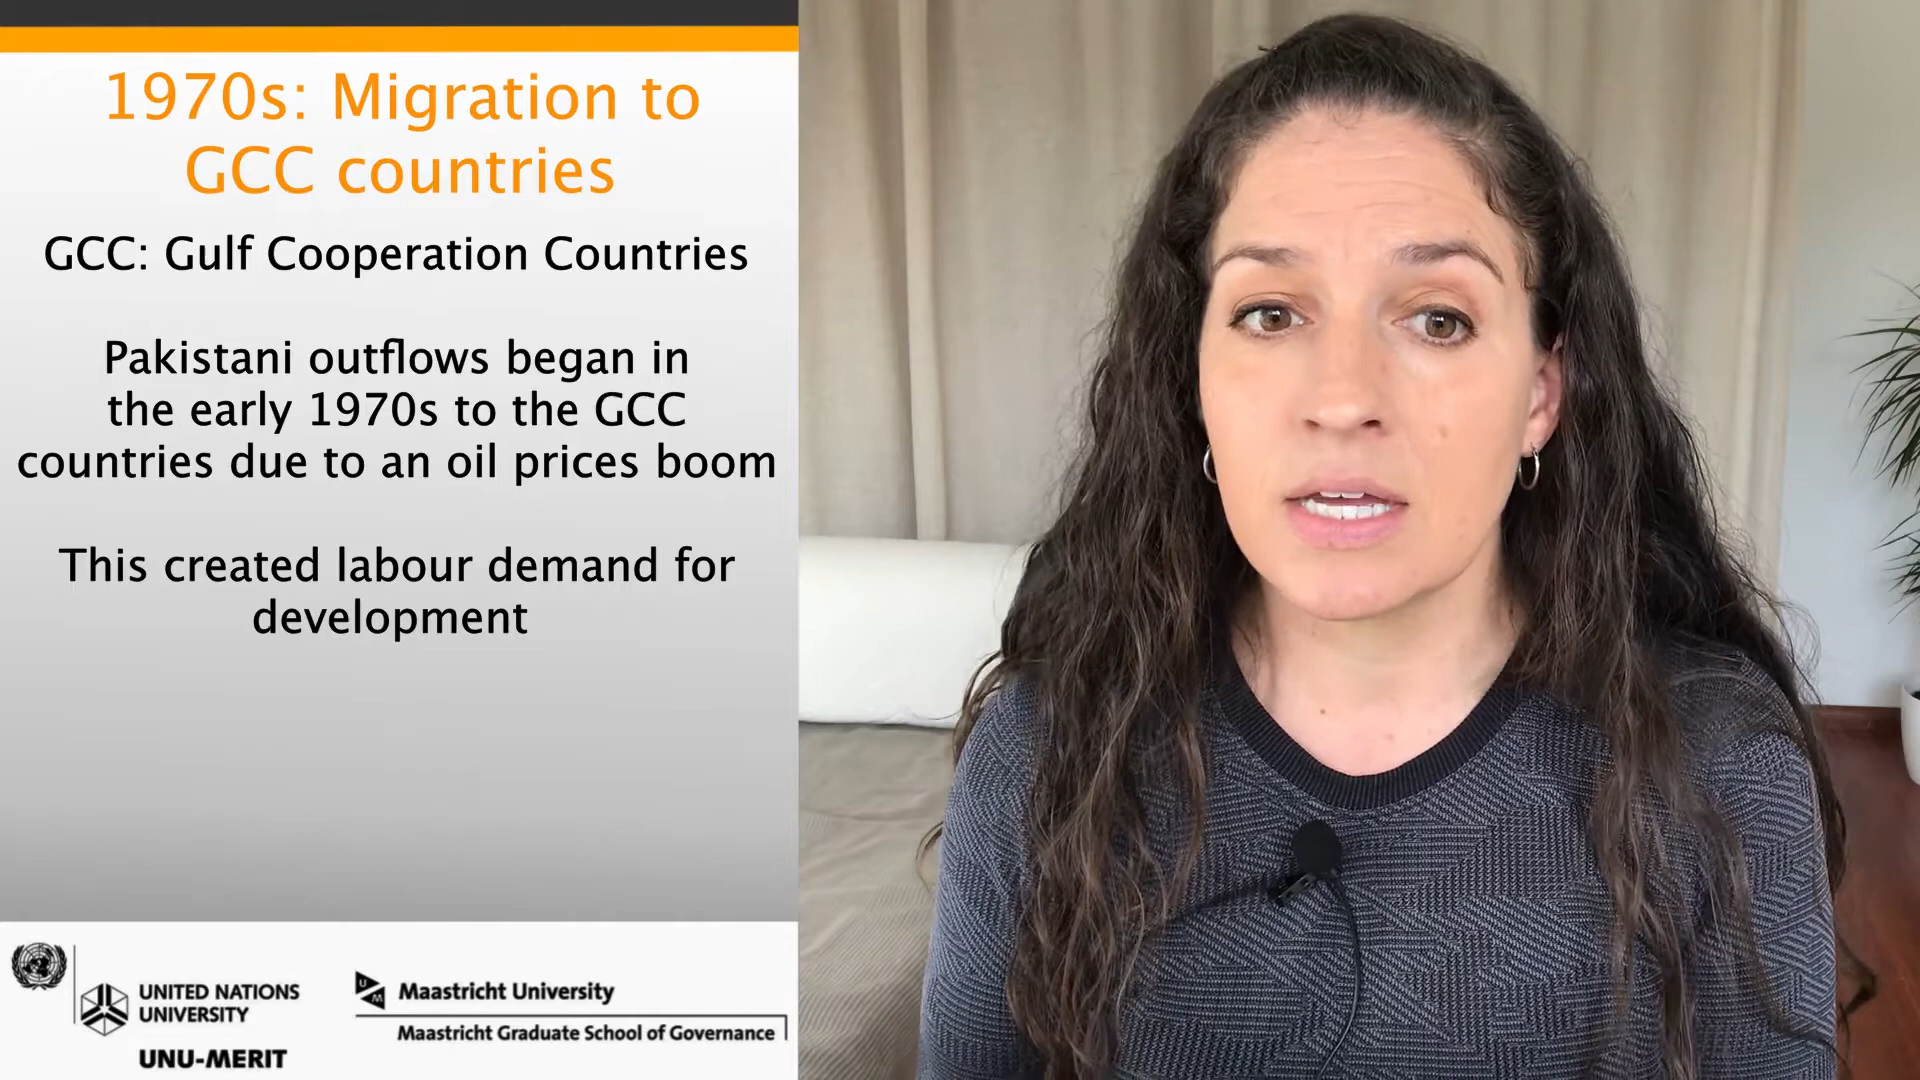 1970s: Migration to
GCC countries
GCC: Gulf Cooperation Countries
Pakistani outflows began in
the early 1970s to the GCC
countries due to an oil prices boom
This created labour demand for
development
UNITED NATIONS
UNIVERSITY
UNU-MERIT
UM
Maastricht University
Maastricht Graduate School of Governance